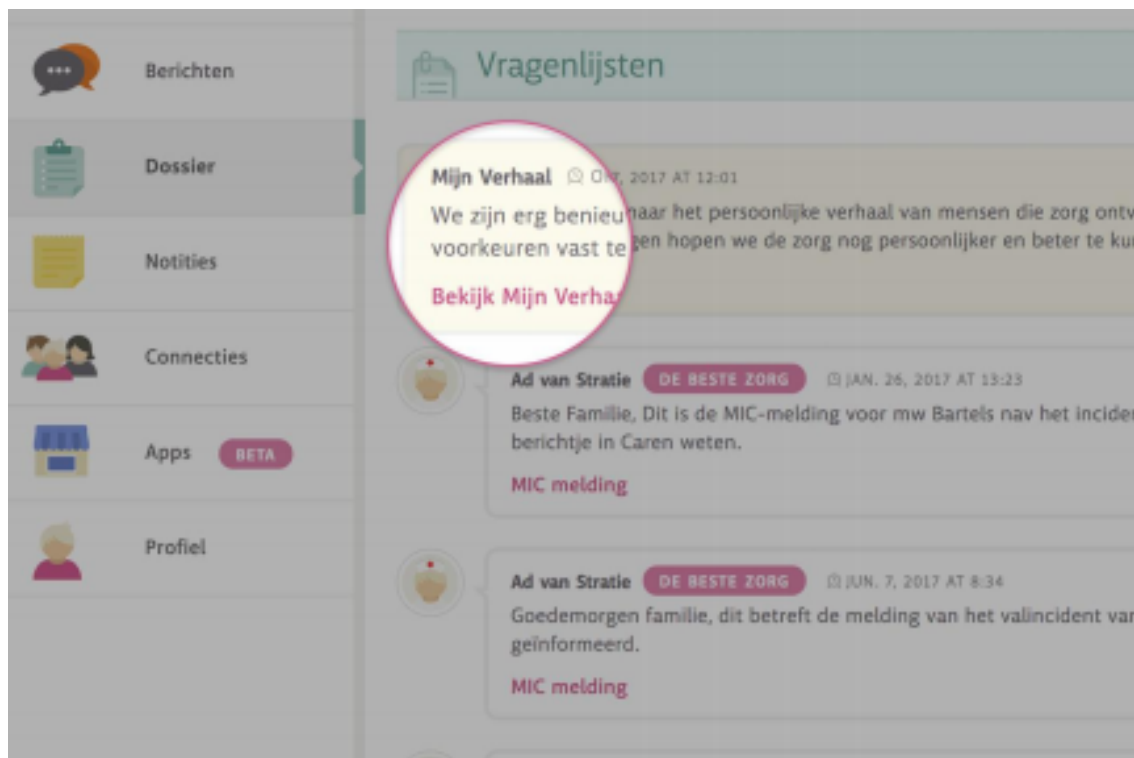 Berichten
Dossier
Notities
Connecties
Apps BETA
Profiel
Vragenlijsten
Mijn Verhaal 2017 AT 12:01
We zijn erg benieu naar het persoonlijke verhaal van mensen die zorg ontv
voorkeuren vast te gen hopen we de zorg nog persoonlijker en beter te kun
Bekijk Mijn Verha
Ad van Stratie DE BESTE ZORG JAN. 26, 2017 AT 13:23
Beste Familie, Dit is de MIC-melding voor mw Bartels nav het inciden
berichtje in Caren weten.
MIC melding
Ad van Stratie DE BESTE ZORG JUN. 7, 2017 AT 8:34
Goedemorgen familie, dit betreft de melding van het valincident van
geïnformeerd.
MIC melding